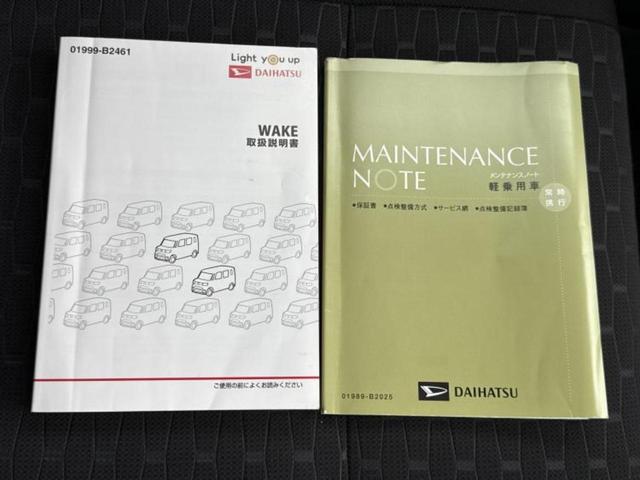 01999-B2461
Light you up
DAIHATSU
WAKE
取扱説明書
ご使用の前によくお読みください
MAINTENANCE
NOTE
メンテナンスノート
軽乗用車
常時
携行
●保証書 ●点検整備方式 ●サービス網 ●点検整備記録簿
01989-B2025
DAIHATSU